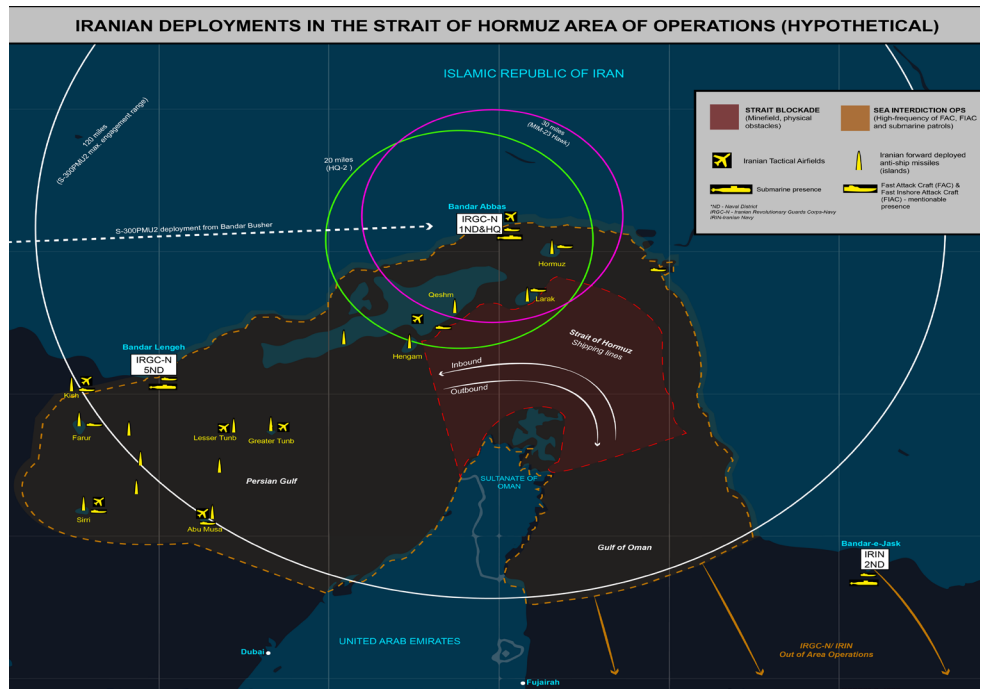 IRANIAN DEPLOYMENTS IN THE STRAIT OF HORMUZ AREA OF OPERATIONS (HYPOTHETICAL)
ISLAMIC REPUBLIC OF IRAN
STRAIT BLOCKADE
(Minefield, physical
obstacles)
SEA INTERDICTION OPS
(High-frequency of FAC, FIAC
and submarine patrols)
Iranian Tactical Airfields
Iranian forward deployed
anti-ship missiles
(islands)
Submarine presence
Fast Attack Craft (FAC) &
Fast Inshore Attack Craft
(FIAC) - mentionable
presence
*ND - Naval District
IRGC-N - Iranian Revolutionary Guards Corps-Navy
IRIN-Iranian Navy
120 miles
(S-300PMU2 max. engagement range)
20 miles
(HQ-2 )
30 miles
(MIM-23 Hawk)
S-300PMU2 deployment from Bandar Busher
Bandar Abbas
IRGC-N
1ND&HQ
Hormuz
Qeshm
Larak
Hengam
Strait of Hormuz
Shipping lines
Inbound
Outbound
Bandar Lengeh
IRGC-N
5ND
Kish
Farur
Lesser Tunb
Greater Tunb
Persian Gulf
Sirri
Abu Musa
SULTANATE OF
OMAN
Gulf of Oman
Bandar-e-Jask
IRIN
2ND
UNITED ARAB EMIRATES
Dubai
Fujairah
IRGC-N/ IRIN
Out of Area Operations